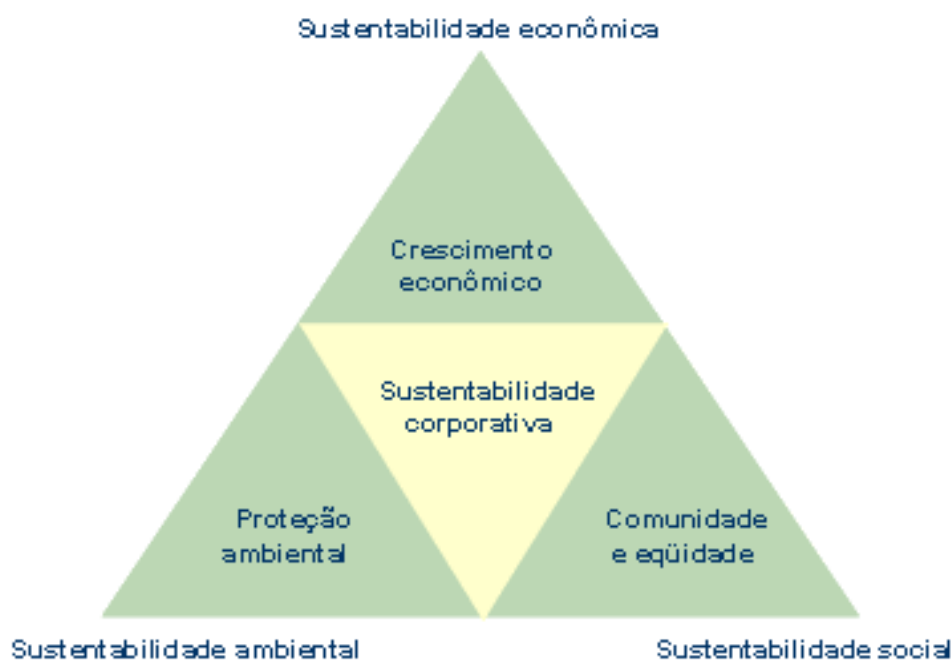 Sustentabilidade econômica
Crescimento
econômico
Sustentabilidade
corporativa
Proteção
ambiental
Comunidade
e eqüidade
Sustentabilidade ambiental
Sustentabilidade social